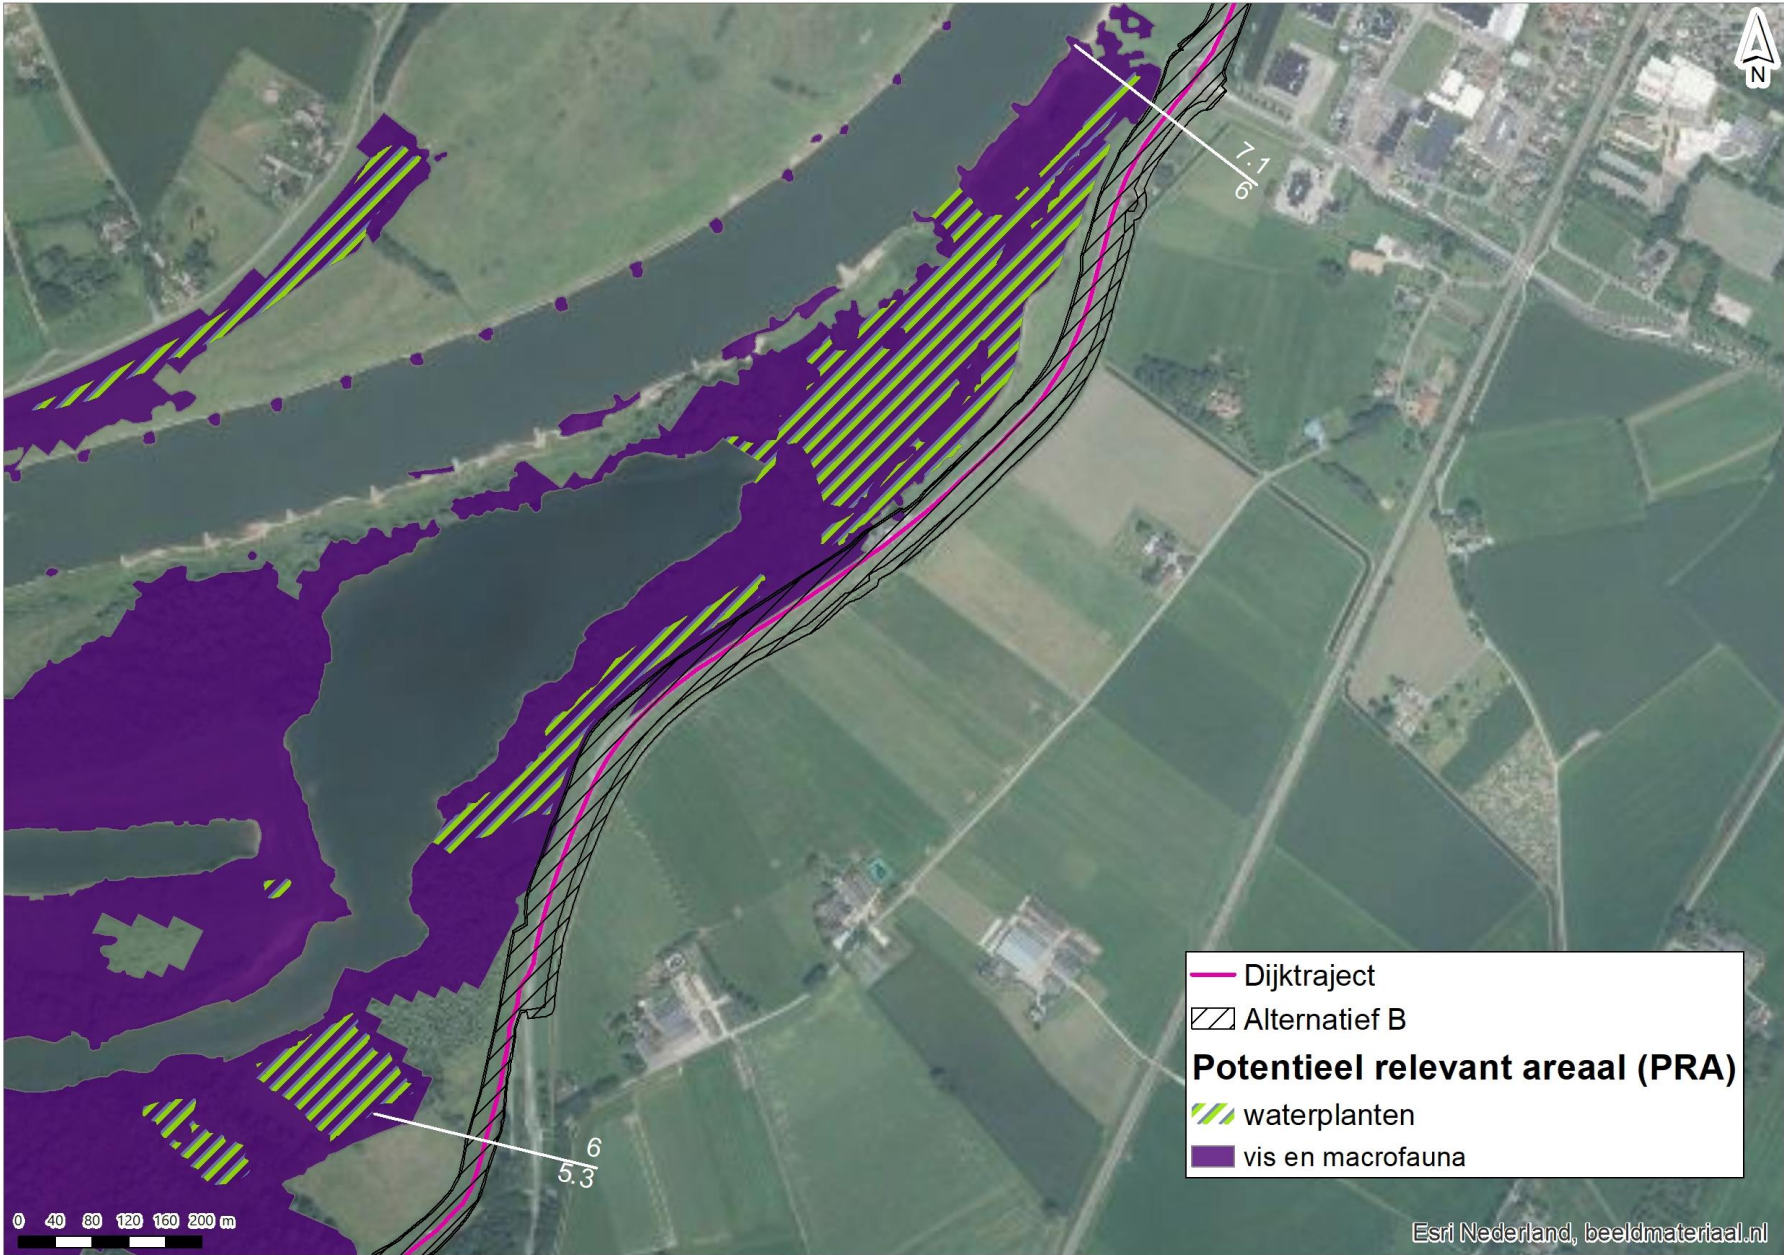 N
7.1
6
6
5.3
Dijktraject
Alternatief B
Potentieel relevant areaal (PRA)
waterplanten
vis en macrofauna
0 40 80 120 160 200 m
Esri Nederland, beeldmateriaal.nl